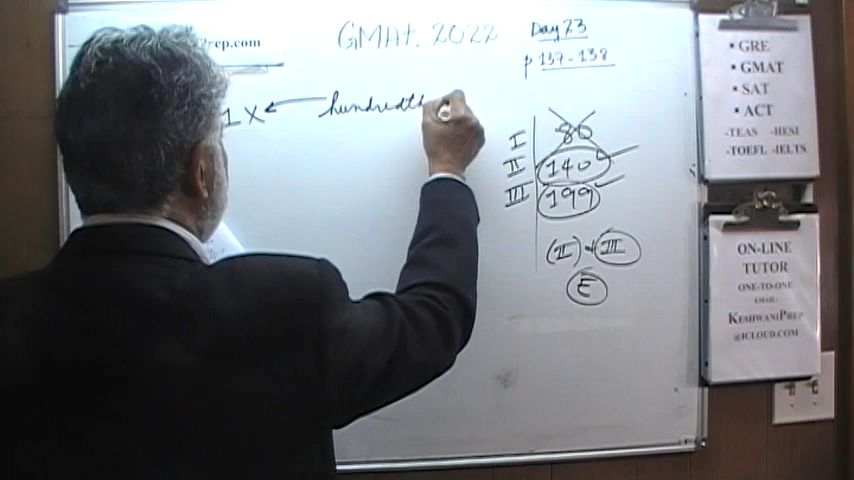 Prep.com
GMAT. 2022
Day 23
p 137-138
1 X
hundredth
I 80
II 140
III 199
(II) + III
E
• GRE
• GMAT
• SAT
• ACT
-TEAS -HESI
-TOEFL -IELTS
ON-LINE
TUTOR
ONE-TO-ONE
EMAIL:
KESHWANIPREP
@ICLOUD.COM